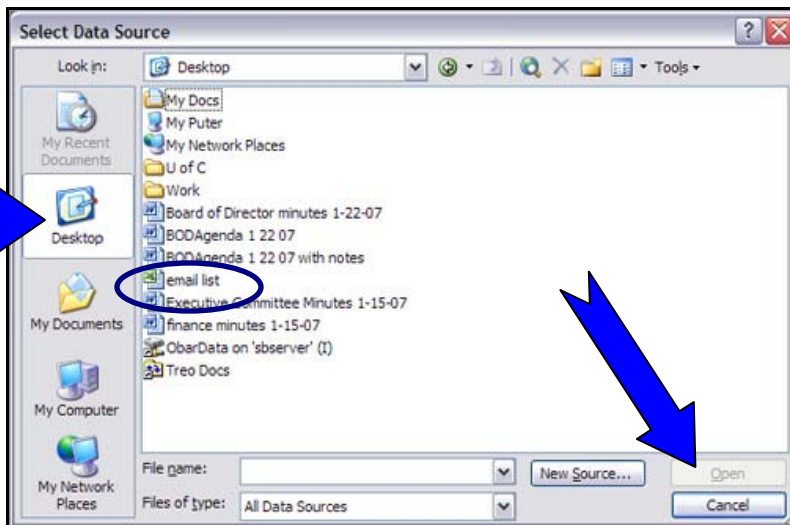 Select Data Source
Look in: Desktop Tools
My Recent Documents
Desktop
My Documents
My Computer
My Network Places
My Docs
My Puter
My Network Places
U of C
Work
Board of Director minutes 1-22-07
BODAgenda 1 22 07
BODAgenda 1 22 07 with notes
email list
Executive Committee Minutes 1-15-07
finance minutes 1-15-07
ObarData on 'sbserver' (I)
Treo Docs
File name: New Source... Open
Files of type: All Data Sources Cancel